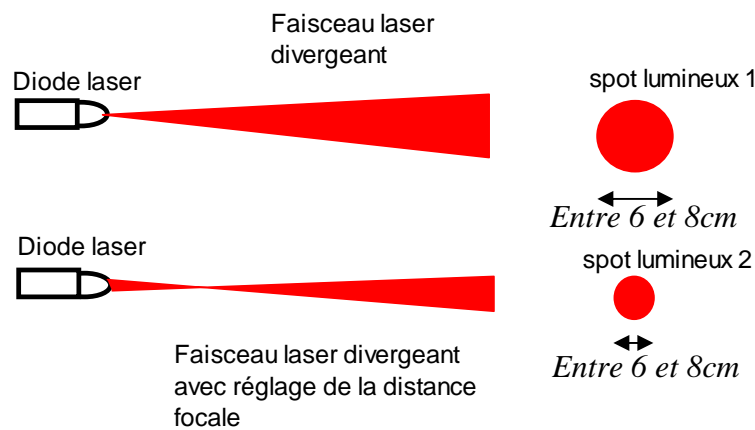 Faisceau laser
divergeant
Diode laser
spot lumineux 1
Entre 6 et 8cm
Diode laser
spot lumineux 2
Entre 6 et 8cm
Faisceau laser divergeant
avec réglage de la distance
focale